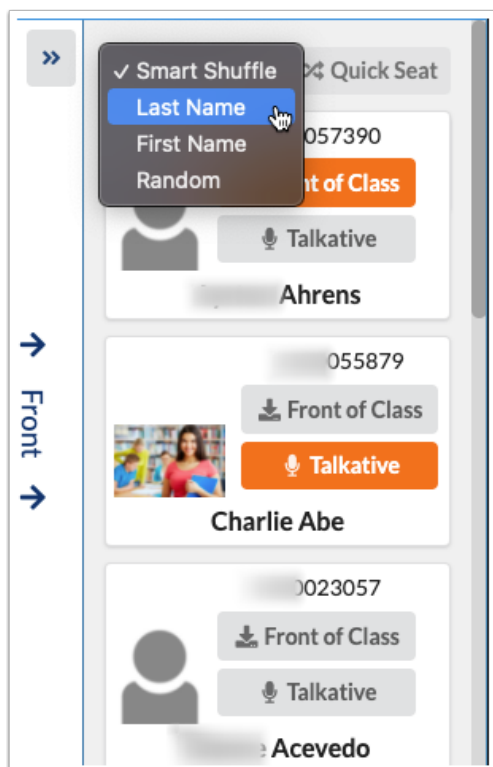 »
✓ Smart Shuffle
Quick Seat
Last Name
First Name
Random
057390
nt of Class
Talkative
Ahrens
Front
055879
Front of Class
Talkative
Charlie Abe
0023057
Front of Class
Talkative
Acevedo